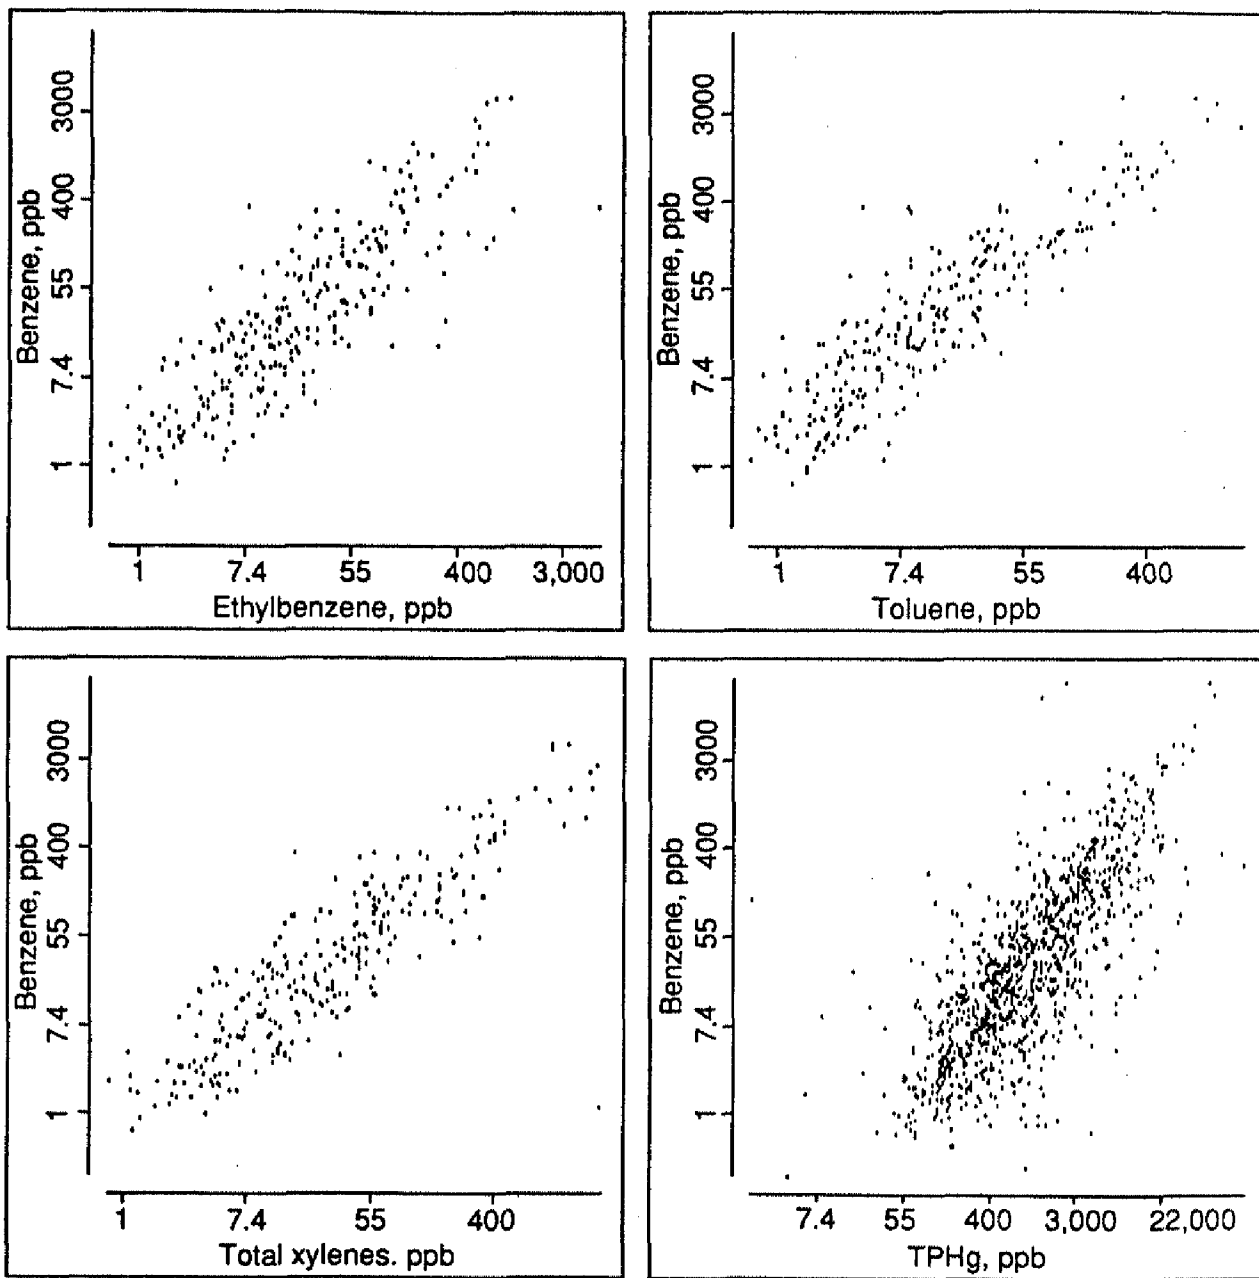 Benzene, ppb
3000
400
55
7.4
1
1 7.4 55 400 3,000
Ethylbenzene, ppb
Benzene, ppb
3000
400
55
7.4
1
1 7.4 55 400
Toluene, ppb
Benzene, ppb
3000
400
55
7.4
1
1 7.4 55 400
Total xylenes. ppb
Benzene, ppb
3000
400
55
7.4
1
7.4 55 400 3,000 22,000
TPHg, ppb